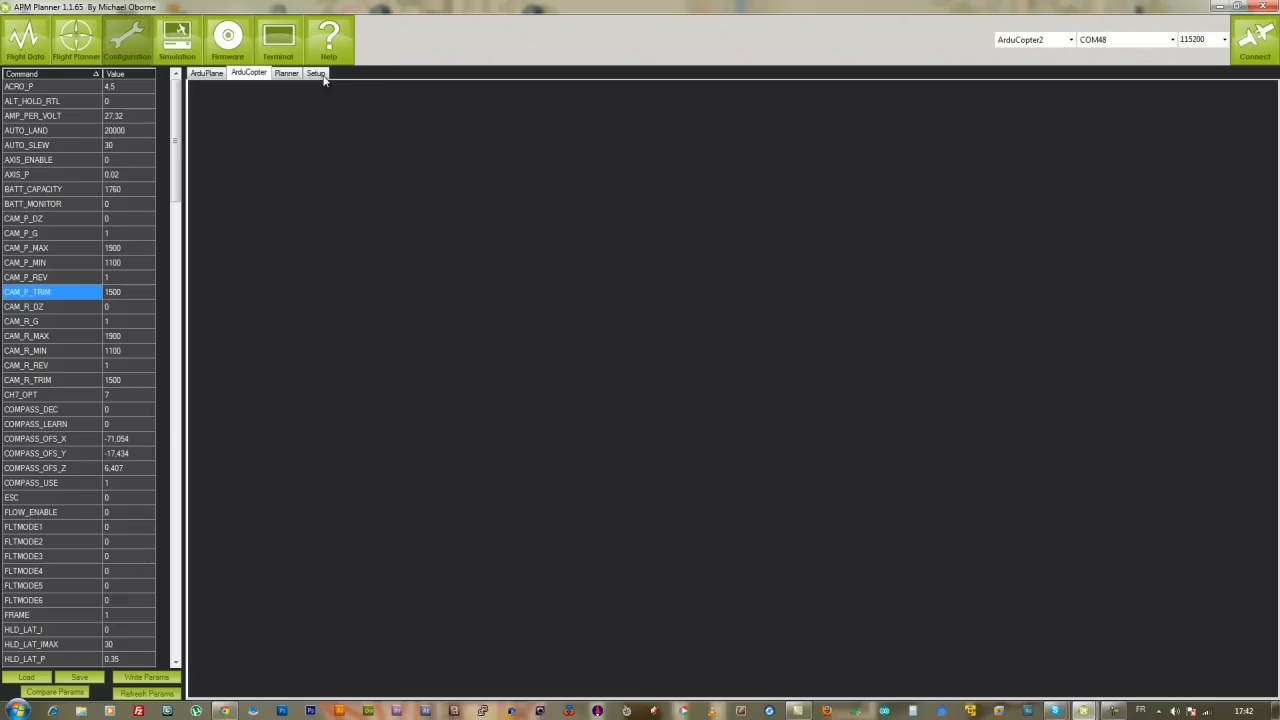 APM Planner 1.1.65 By Michael Oborne
Flight Data Flight Planner Configuration Simulation Firmware Terminal Help ArduCopter2 COM48 115200 Connect
ArduPlane ArduCopter Planner Setup
Command Value
ACRO_P 4,5
ALT_HOLD_RTL 0
AMP_PER_VOLT 27,32
AUTO_LAND 20000
AUTO_SLEW 30
AXIS_ENABLE 0
AXIS_P 0,02
BATT_CAPACITY 1760
BATT_MONITOR 0
CAM_P_DZ 0
CAM_P_G 1
CAM_P_MAX 1900
CAM_P_MIN 1100
CAM_P_REV 1
CAM_P_TRIM 1500
CAM_R_DZ 0
CAM_R_G 1
CAM_R_MAX 1900
CAM_R_MIN 1100
CAM_R_REV 1
CAM_R_TRIM 1500
CH7_OPT 7
COMPASS_DEC 0
COMPASS_LEARN 0
COMPASS_OFS_X -71,054
COMPASS_OFS_Y -17,434
COMPASS_OFS_Z 6,407
COMPASS_USE 1
ESC 0
FLOW_ENABLE 0
FLTMODE1 0
FLTMODE2 0
FLTMODE3 0
FLTMODE4 0
FLTMODE5 0
FLTMODE6 0
FRAME 1
HLD_LAT_I 0
HLD_LAT_IMAX 30
HLD_LAT_P 0,35
Load Save Write Params
Compare Params Refresh Params
FR 17:42